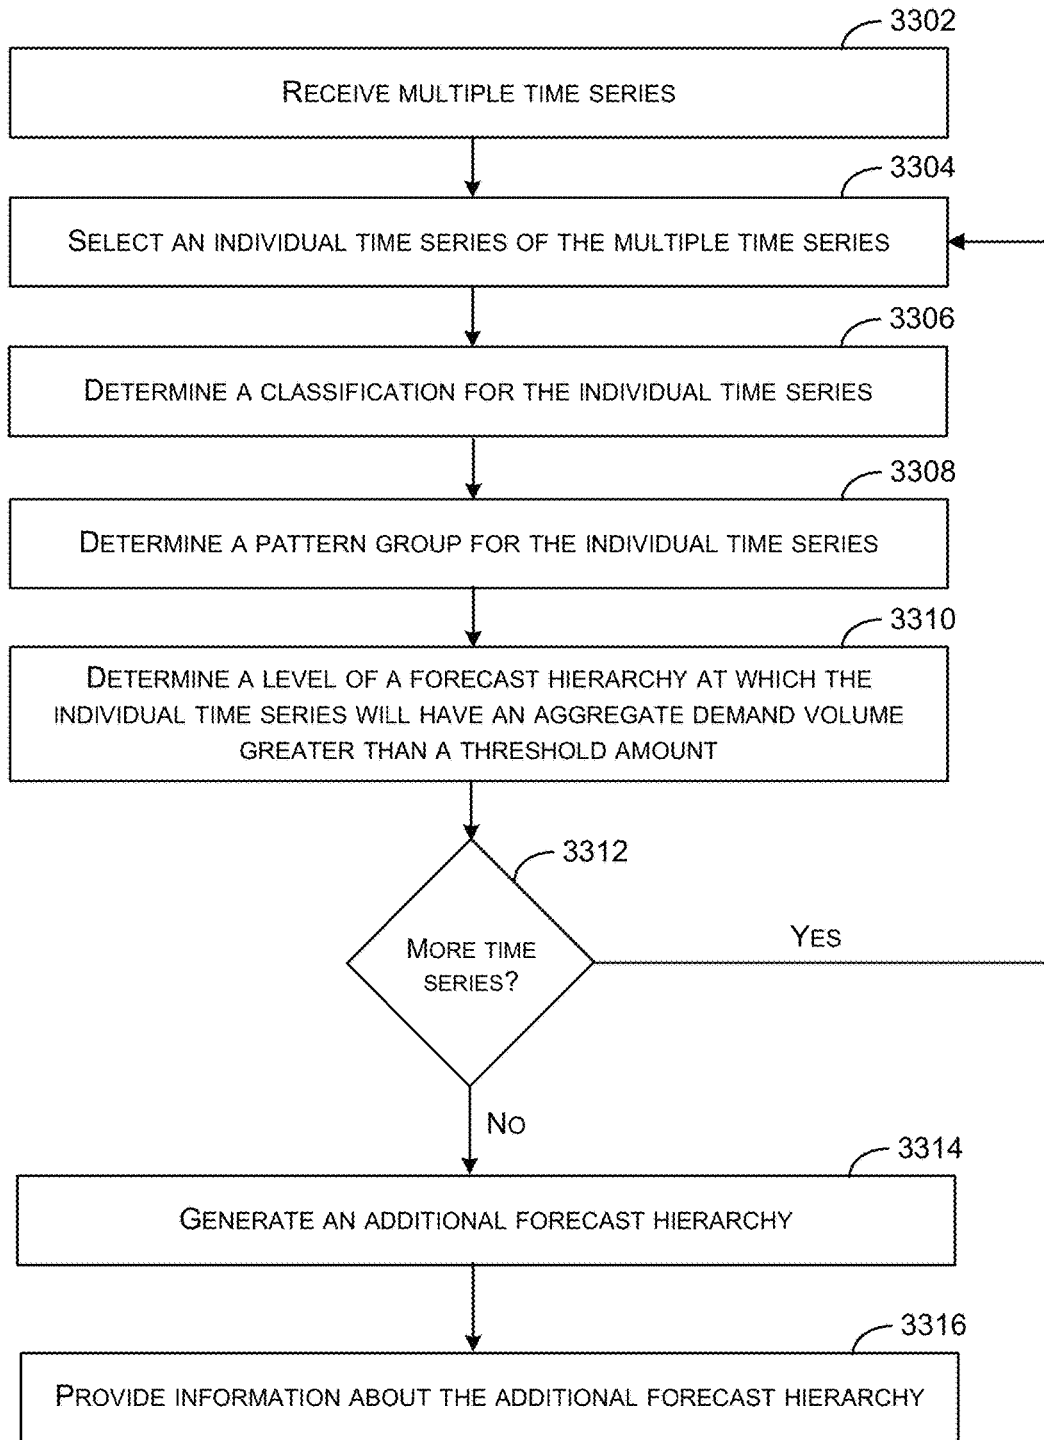 3302
RECEIVE MULTIPLE TIME SERIES
3304
SELECT AN INDIVIDUAL TIME SERIES OF THE MULTIPLE TIME SERIES
3306
DETERMINE A CLASSIFICATION FOR THE INDIVIDUAL TIME SERIES
3308
DETERMINE A PATTERN GROUP FOR THE INDIVIDUAL TIME SERIES
3310
DETERMINE A LEVEL OF A FORECAST HIERARCHY AT WHICH THE
INDIVIDUAL TIME SERIES WILL HAVE AN AGGREGATE DEMAND VOLUME
GREATER THAN A THRESHOLD AMOUNT
3312
MORE TIME
SERIES?
YES
NO
3314
GENERATE AN ADDITIONAL FORECAST HIERARCHY
3316
PROVIDE INFORMATION ABOUT THE ADDITIONAL FORECAST HIERARCHY